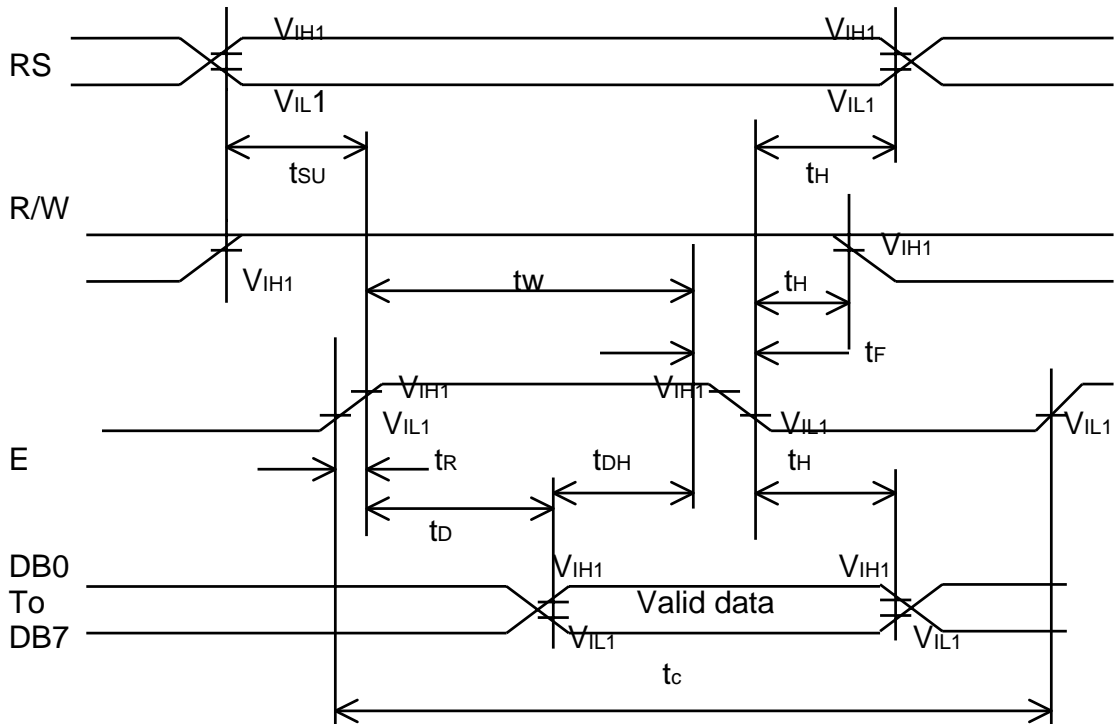 VIH1 VIH1
RS
VIL1 VIL1
tSU tH
R/W
VIH1
VIH1 tw tH
tF
VIH1 VIH1
VIL1 VIL1 VIL1
E tR tDH tH
tD
DB0 VIH1 VIH1
To Valid data
DB7 VIL1 VIL1
tc